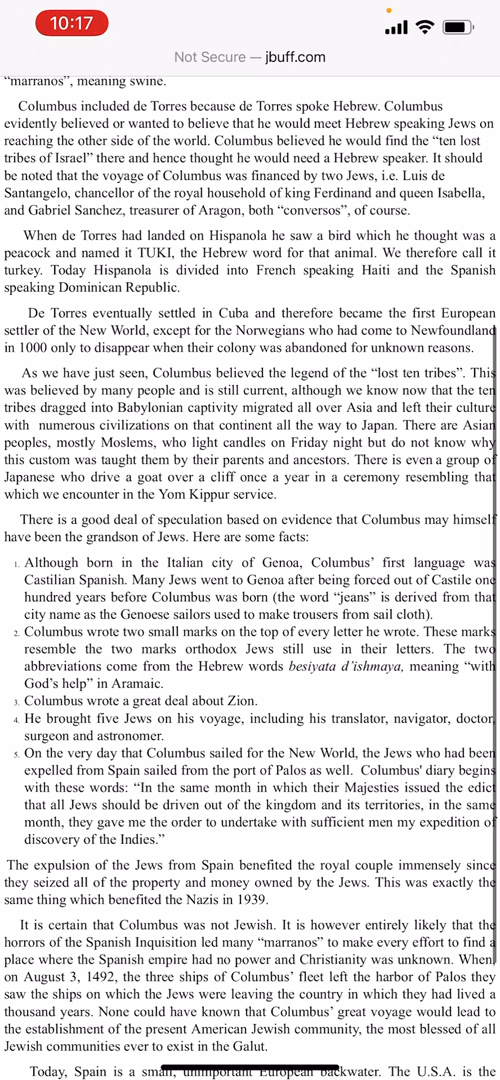 10:17
Not Secure — jbuff.com
“marranos”, meaning swine.
Columbus included de Torres because de Torres spoke Hebrew. Columbus
evidently believed or wanted to believe that he would meet Hebrew speaking Jews on
reaching the other side of the world. Columbus believed he would find the “ten lost
tribes of Israel” there and hence thought he would need a Hebrew speaker. It should
be noted that the voyage of Columbus was financed by two Jews, i.e. Luis de
Santangelo, chancellor of the royal household of king Ferdinand and queen Isabella,
and Gabriel Sanchez, treasurer of Aragon, both “conversos”, of course.
When de Torres had landed on Hispanola he saw a bird which he thought was a
peacock and named it TUKI, the Hebrew word for that animal. We therefore call it
turkey. Today Hispanola is divided into French speaking Haiti and the Spanish
speaking Dominican Republic.
De Torres eventually settled in Cuba and therefore became the first European
settler of the New World, except for the Norwegians who had come to Newfoundland
in 1000 only to disappear when their colony was abandoned for unknown reasons.
As we have just seen, Columbus believed the legend of the “lost ten tribes”. This
was believed by many people and is still current, although we know now that the ten
tribes dragged into Babylonian captivity migrated all over Asia and left their culture
with numerous civilizations on that continent all the way to Japan. There are Asian
peoples, mostly Moslems, who light candles on Friday night but do not know why
this custom was taught them by their parents and ancestors. There is even a group of
Japanese who drive a goat over a cliff once a year in a ceremony resembling that
which we encounter in the Yom Kippur service.
There is a good deal of speculation based on evidence that Columbus may himself
have been the grandson of Jews. Here are some facts:
1. Although born in the Italian city of Genoa, Columbus’ first language was
Castilian Spanish. Many Jews went to Genoa after being forced out of Castile one
hundred years before Columbus was born (the word “jeans” is derived from that
city name as the Genoese sailors used to make trousers from sail cloth).
2. Columbus wrote two small marks on the top of every letter he wrote. These marks
resemble the two marks orthodox Jews still use in their letters. The two
abbreviations come from the Hebrew words besiyata d’ishmaya, meaning “with
God’s help” in Aramaic.
3. Columbus wrote a great deal about Zion.
4. He brought five Jews on his voyage, including his translator, navigator, doctor,
surgeon and astronomer.
5. On the very day that Columbus sailed for the New World, the Jews who had been
expelled from Spain sailed from the port of Palos as well. Columbus' diary begins
with these words: “In the same month in which their Majesties issued the edict
that all Jews should be driven out of the kingdom and its territories, in the same
month, they gave me the order to undertake with sufficient men my expedition of
discovery of the Indies.”
The expulsion of the Jews from Spain benefited the royal couple immensely since
they seized all of the property and money owned by the Jews. This was exactly the
same thing which benefited the Nazis in 1939.
It is certain that Columbus was not Jewish. It is however entirely likely that the
horrors of the Spanish Inquisition led many “marranos” to make every effort to find a
place where the Spanish empire had no power and Christianity was unknown. When,
on August 3, 1492, the three ships of Columbus’ fleet left the harbor of Palos they
saw the ships on which the Jews were leaving the country in which they had lived a
thousand years. None could have known that Columbus’ great voyage would lead to
the establishment of the present American Jewish community, the most blessed of all
Jewish communities ever to exist in the Galut.
Today, Spain is a small, unimportant European backwater. The U.S.A. is the